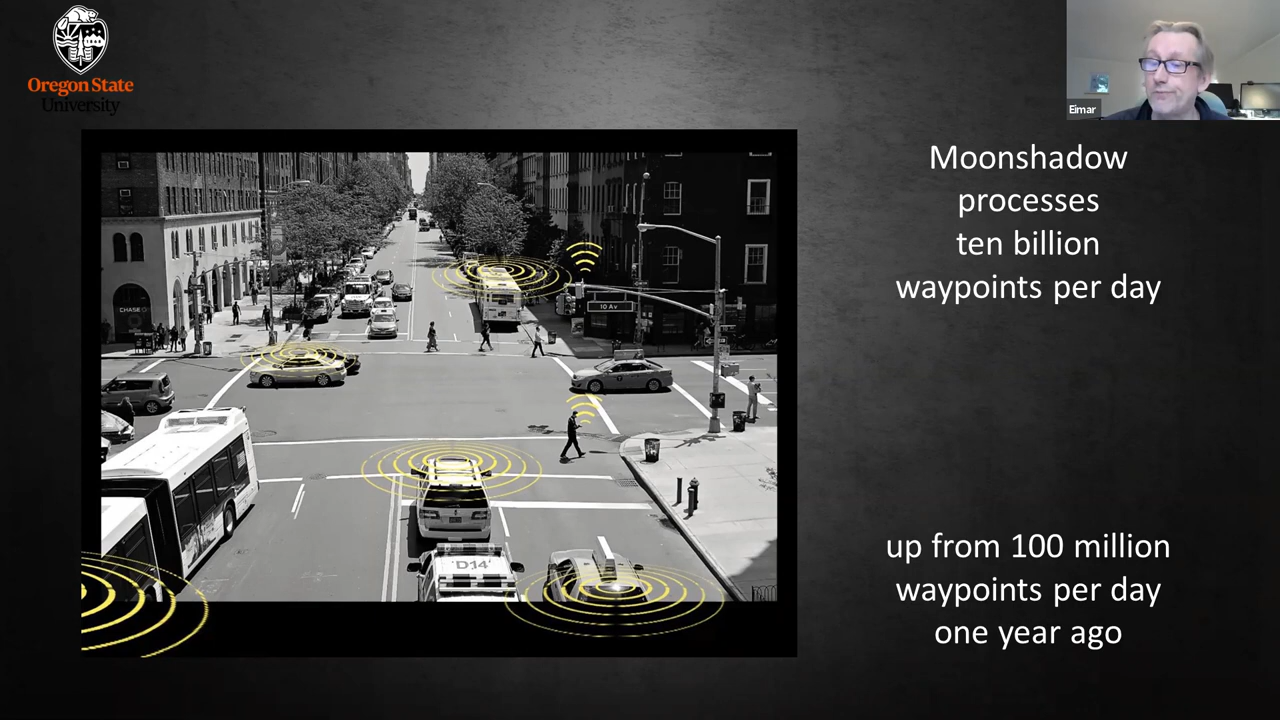 Oregon State
University
Eimar
Moonshadow
processes
ten billion
waypoints per day
CHASE
10 Av
D14
up from 100 million
waypoints per day
one year ago